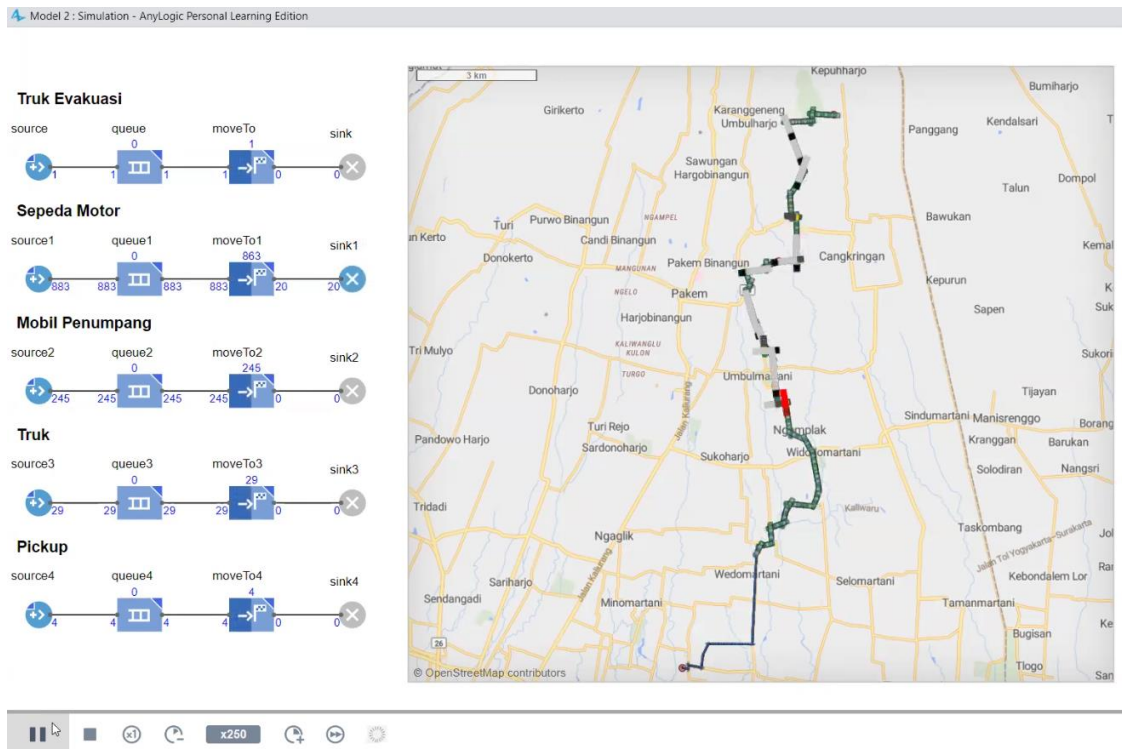 Model 2 : Simulation - AnyLogic Personal Learning Edition
Truk Evakuasi
source queue moveTo sink
0 1
1 1 1 0 0
Sepeda Motor
source1 queue1 moveTo1 sink1
0 863
883 883 883 883 20 20
Mobil Penumpang
source2 queue2 moveTo2 sink2
0 245
245 245 245 245 0 0
Truk
source3 queue3 moveTo3 sink3
0 29
29 29 29 29 0 0
Pickup
source4 queue4 moveTo4 sink4
0 4
4 4 4 4 0 0
3 km
Kepuhharjo
Bumiharjo
Girikerto
Karanggeneng
Umbulharjo
Kendalsari
Panggang
Sawungan
Hargobinangun
Dompol
Talun
NGAMPEL
Turi
Purwo Binangun
Bawukan
Candi Binangun
Donokerto
Pakem Binangun
Cangkringan
MANGUNAN
Kepurun
NGELO
Pakem
Sapen
Harjobinangun
KALIWANGLU
KULON
Tri Mulyo
TURGO
Umbulmartani
Donoharjo
Tijayan
Sindumartani
Manisrenggo
Turi Rejo
Ngemplak
Pandowo Harjo
Sardonoharjo
Kranggan
Barukan
Sukoharjo
Widodomartani
Solodiran
Nangsri
Jalan Kaliurang
Tridadi
Kaliwaru
Taskombang
Ngaglik
Jalan Tol Yogyakarta–Surakarta
Wedomartani
Selomartani
Kebondalem Lor
Sariharjo
Jalan Kaliurang
Sendangadi
Minomartani
Tamanmartani
Bugisan
26
Tlogo
© OpenStreetMap contributors
x1 x250